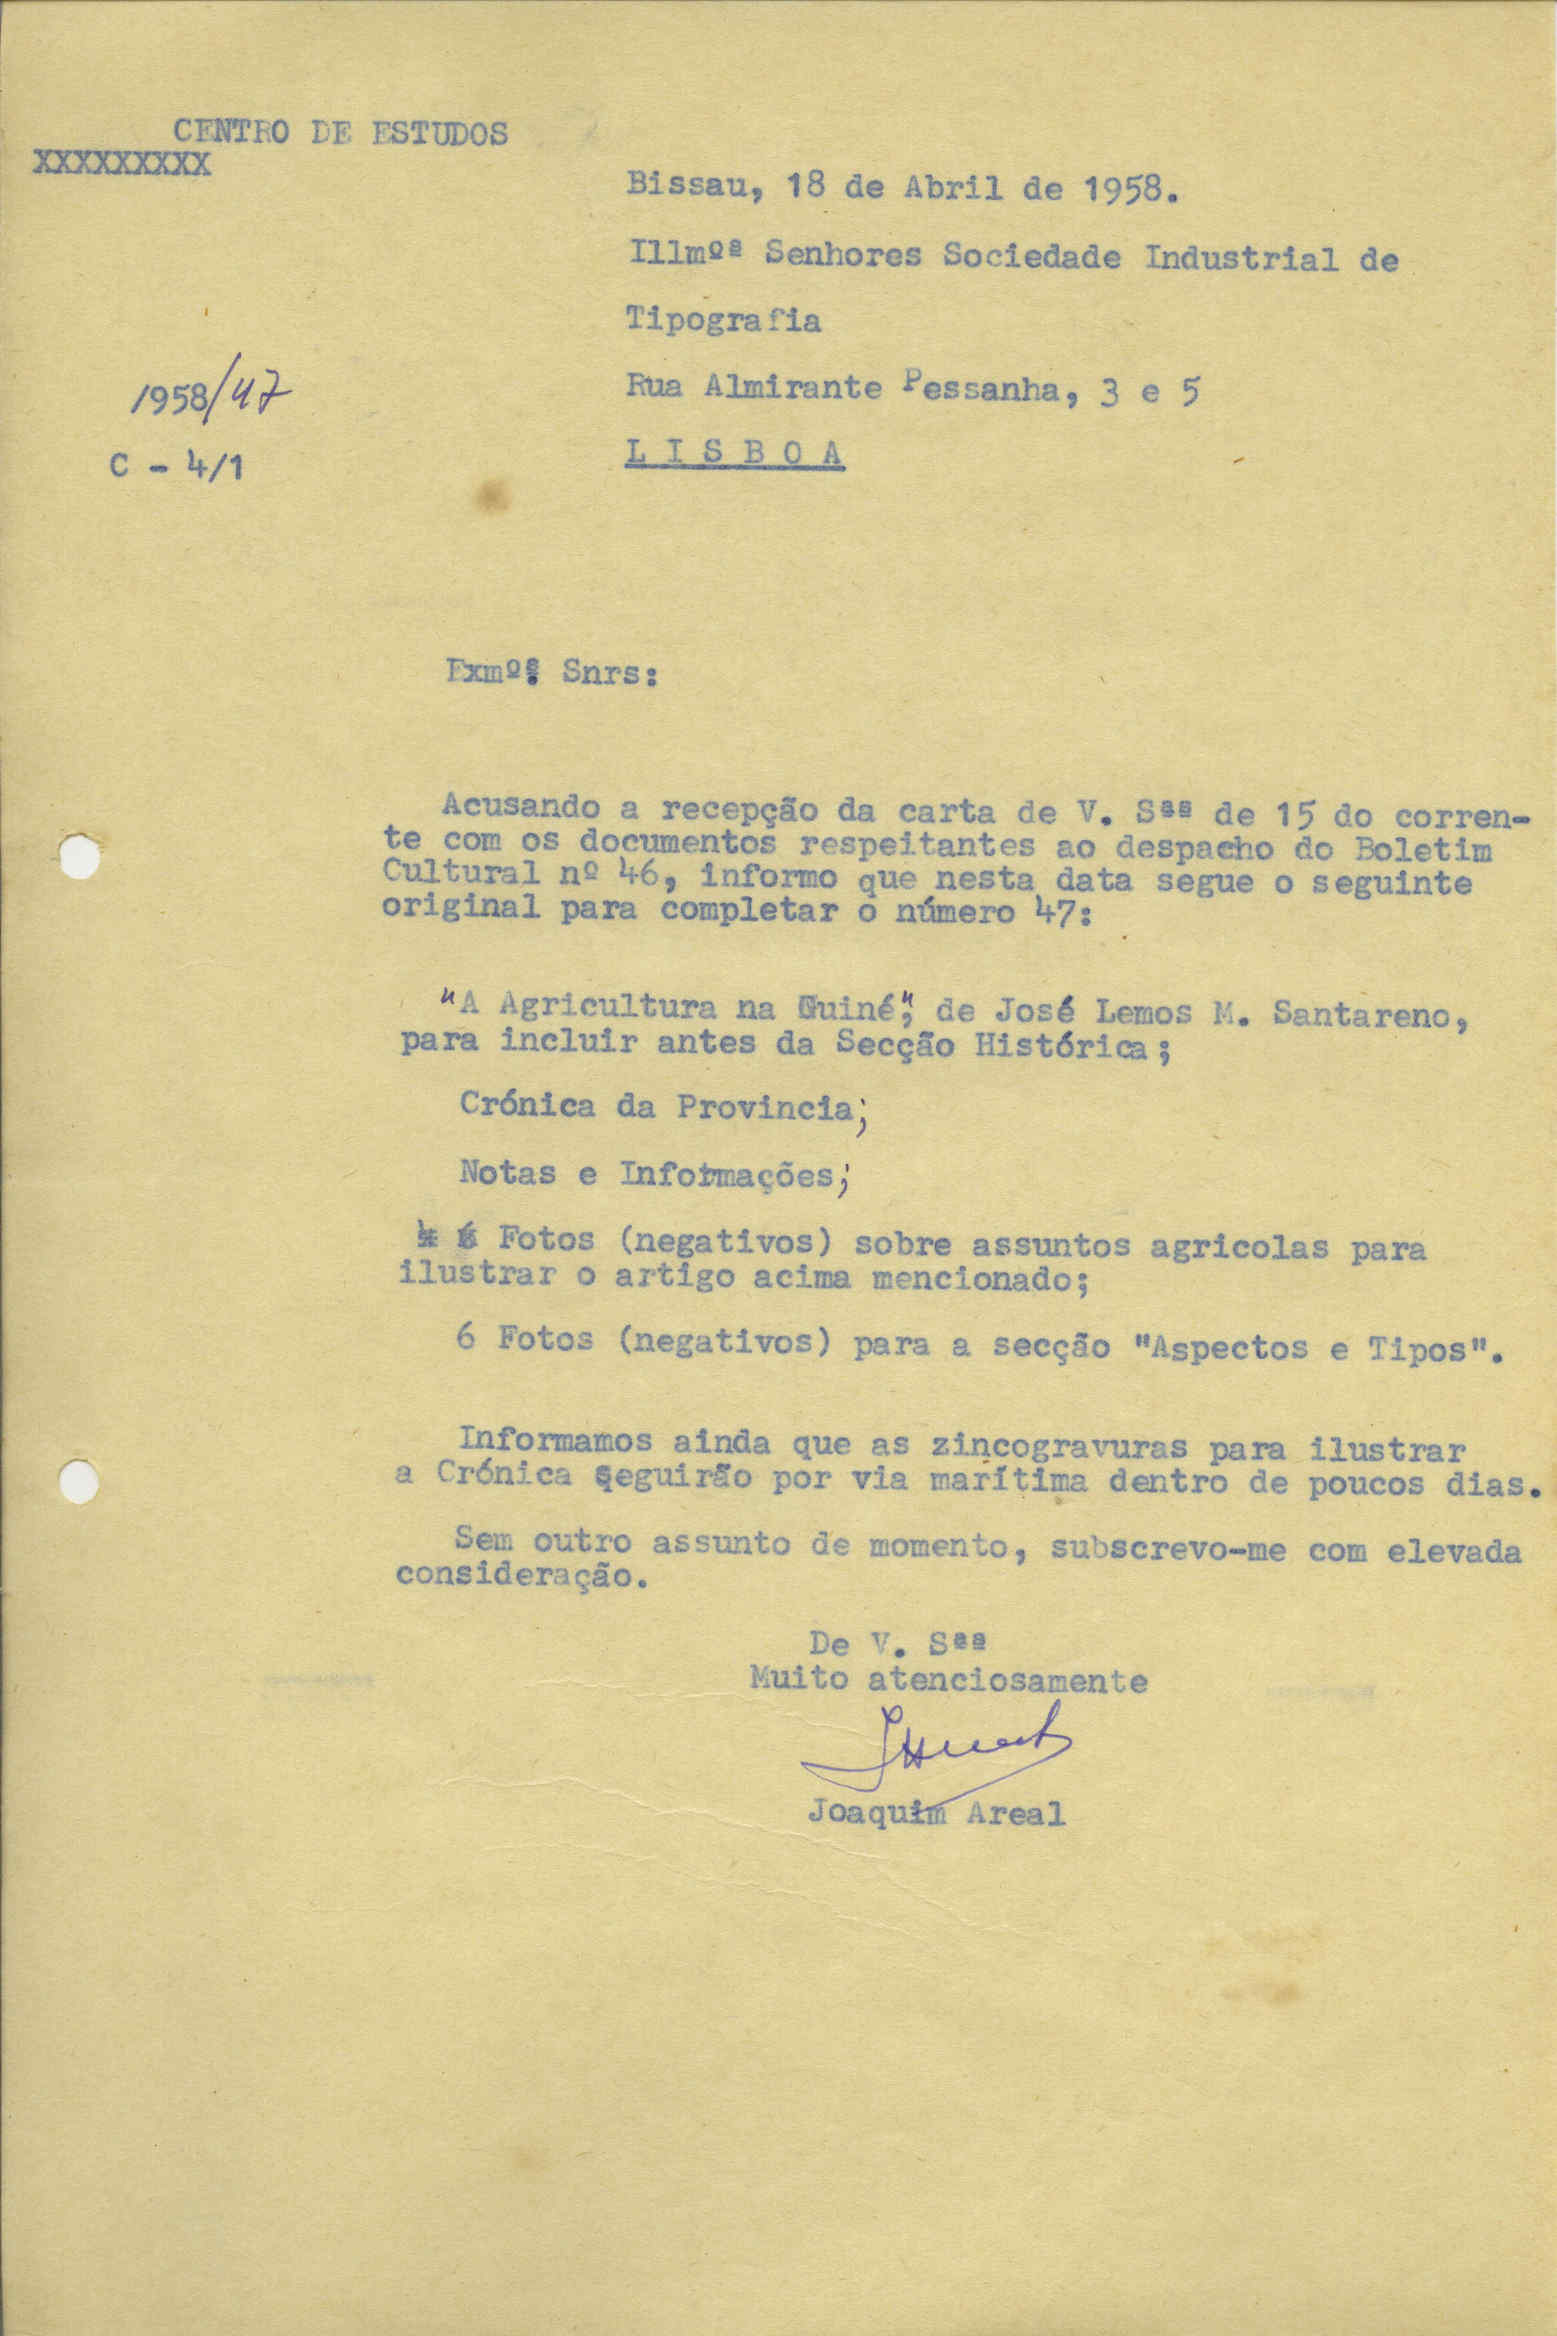 CENTRO DE ESTUDOS
XXXXXXXXX
Bissau, 18 de Abril de 1958.
Illmºs Senhores Sociedade Industrial de
Tipografia
Rua Almirante Pessanha, 3 e 5
L I S B O A
1958/47
C - 4/1
Exmºs Snrs:
Acusando a recepção da carta de V. Sªs de 15 do corren-
te com os documentos respeitantes ao despacho do Boletim
Cultural nº 46, informo que nesta data segue o seguinte
original para completar o número 47:
"A Agricultura na Guiné", de José Lemos M. Santareno,
para incluir antes da Secção Histórica;
Crónica da Provincia;
Notas e Informações;
Fotos (negativos) sobre assuntos agricolas para
ilustrar o artigo acima mencionado;
6 Fotos (negativos) para a secção "Aspectos e Tipos".
Informamos ainda que as zincogravuras para ilustrar
a Crónica seguirão por via marítima dentro de poucos dias.
Sem outro assunto de momento, subscrevo-me com elevada
consideração.
De V. Sªs
Muito atenciosamente
Joaquim Areal